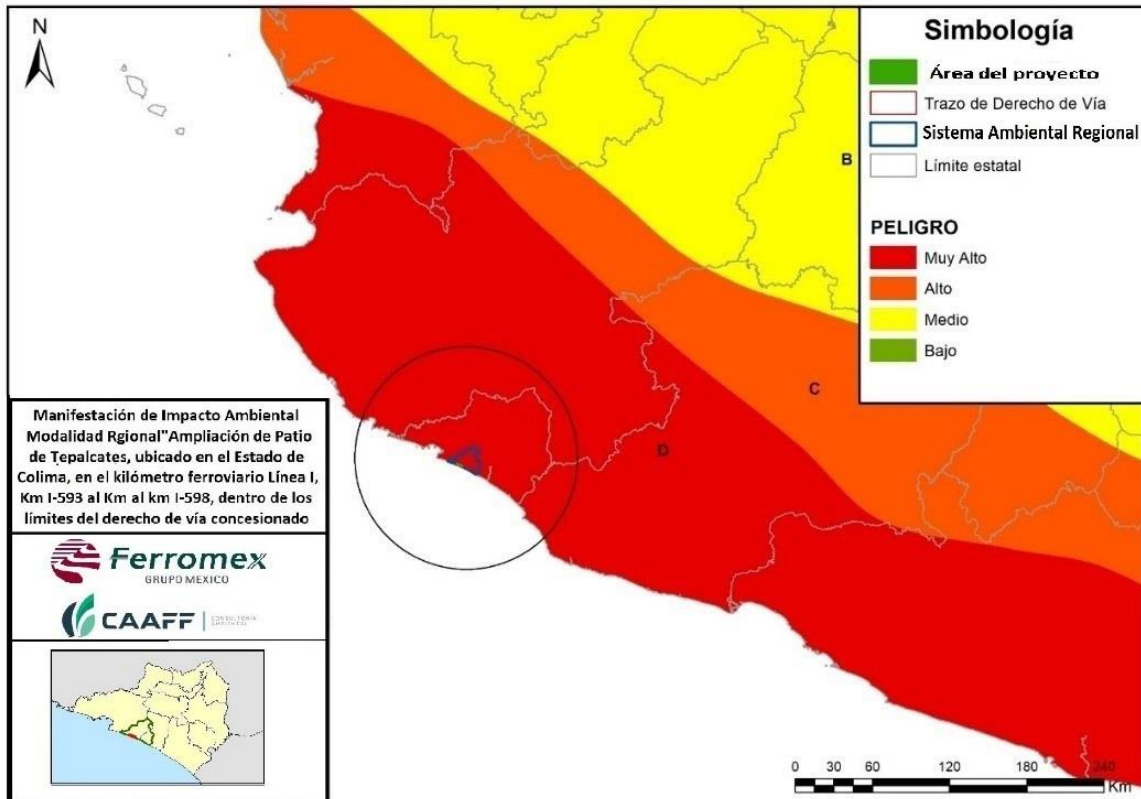 N
Simbología
Área del proyecto
Trazo de Derecho de Vía
Sistema Ambiental Regional
Límite estatal
PELIGRO
Muy Alto
Alto
Medio
Bajo
B
C
D
Manifestación de Impacto Ambiental
Modalidad Rgional"Ampliación de Patio
de Tepalcates, ubicado en el Estado de
Colima, en el kilómetro ferroviario Línea I,
Km I-593 al Km al km I-598, dentro de los
límites del derecho de vía concesionado
Ferromex
GRUPO MEXICO
CAAFF
CONSULTORÍA
AMBIENTAL
0 30 60 120 180 240
Km